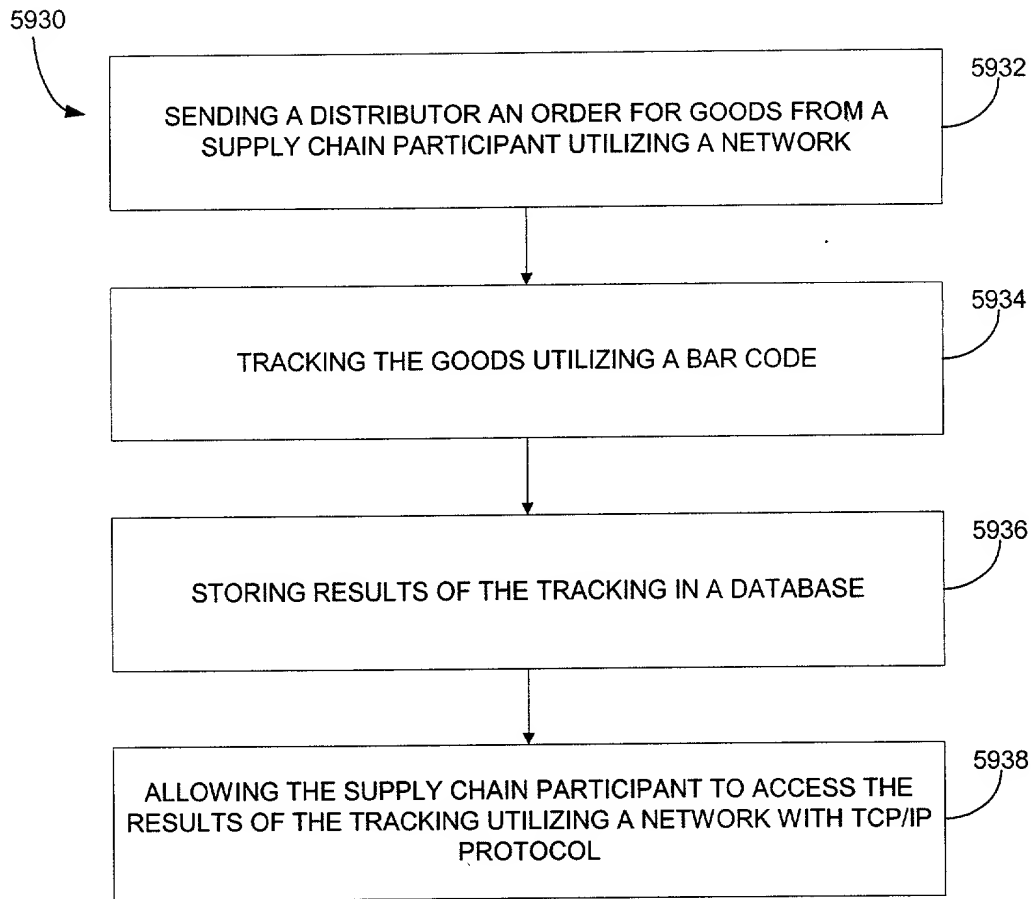 5930
5932
SENDING A DISTRIBUTOR AN ORDER FOR GOODS FROM A
SUPPLY CHAIN PARTICIPANT UTILIZING A NETWORK
5934
TRACKING THE GOODS UTILIZING A BAR CODE
5936
STORING RESULTS OF THE TRACKING IN A DATABASE
5938
ALLOWING THE SUPPLY CHAIN PARTICIPANT TO ACCESS THE
RESULTS OF THE TRACKING UTILIZING A NETWORK WITH TCP/IP
PROTOCOL